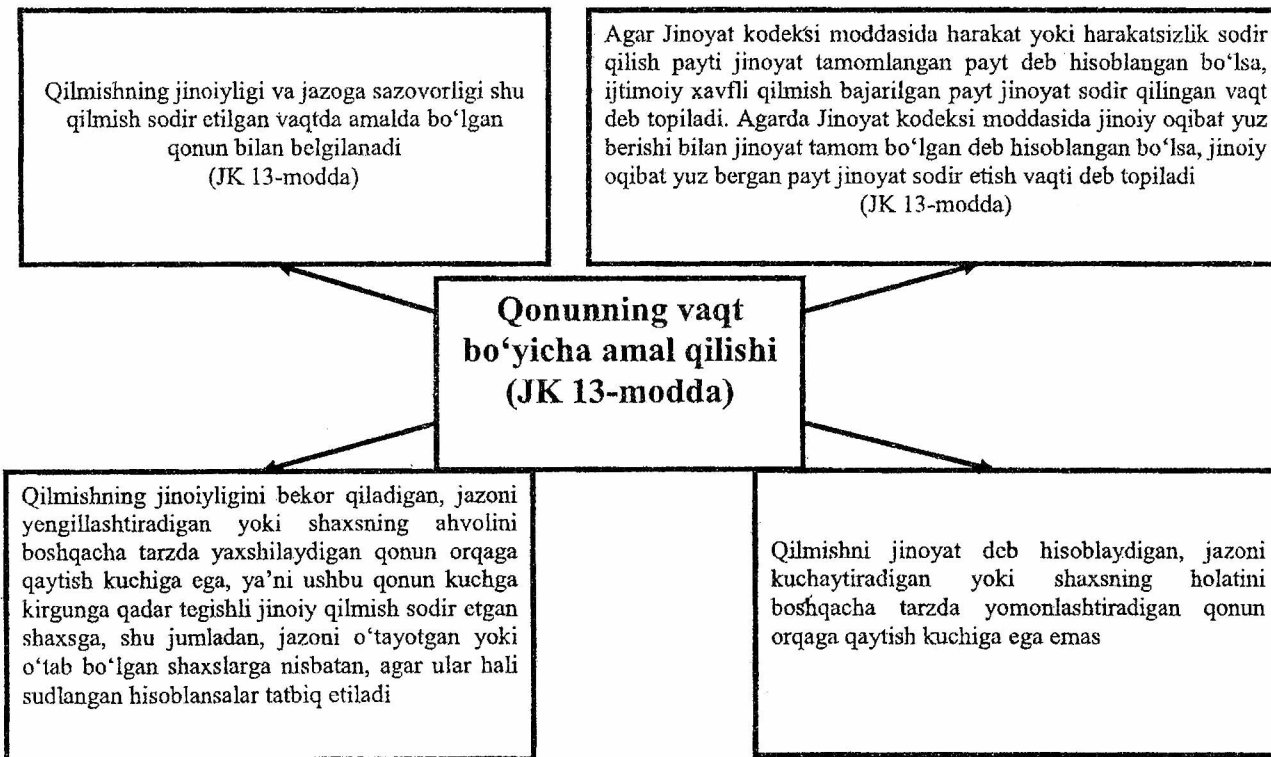 Qilmishning jinoiyligi va jazoga sazovorligi shu
qilmish sodir etilgan vaqtda amalda bo‘lgan
qonun bilan belgilanadi
(JK 13-modda)
Agar Jinoyat kodeksi moddasida harakat yoki harakatsizlik sodir
qilish payti jinoyat tamomlangan payt deb hisoblangan bo‘lsa,
ijtimoiy xavfli qilmish bajarilgan payt jinoyat sodir qilingan vaqt
deb topiladi. Agarda Jinoyat kodeksi moddasida jinoiy oqibat yuz
berishi bilan jinoyat tamom bo‘lgan deb hisoblangan bo‘lsa, jinoiy
oqibat yuz bergan payt jinoyat sodir etish vaqti deb topiladi
(JK 13-modda)
Qonunning vaqt
bo‘yicha amal qilishi
(JK 13-modda)
Qilmishning jinoiyligini bekor qiladigan, jazoni
yengillashtiradigan yoki shaxsning ahvolini
boshqacha tarzda yaxshilaydigan qonun orqaga
qaytish kuchiga ega, ya’ni ushbu qonun kuchga
kirgunga qadar tegishli jinoiy qilmish sodir etgan
shaxsga, shu jumladan, jazoni o‘tayotgan yoki
o‘tab bo‘lgan shaxslarga nisbatan, agar ular hali
sudlangan hisoblansalar tatbiq etiladi
Qilmishni jinoyat deb hisoblaydigan, jazoni
kuchaytiradigan yoki shaxsning holatini
boshqacha tarzda yomonlashtiradigan qonun
orqaga qaytish kuchiga ega emas